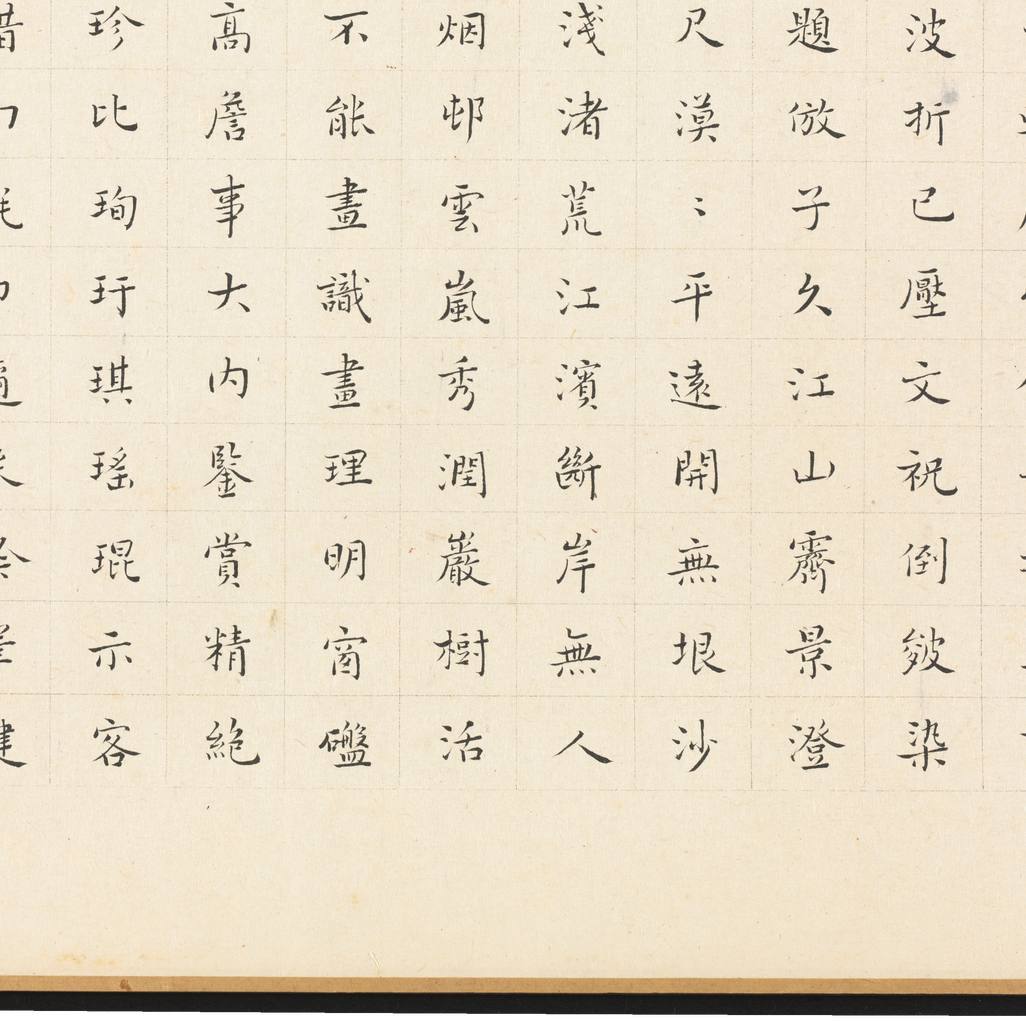 波折已壓文祝倒皴染
題倣子久江山霽景澄
尺漠〻平遠開無垠沙
淺渚荒江濱斷岸無人
烟邨雲嵐秀潤巖樹活
不能畫識畫理明窗礛
高詹事大內鑒賞精絶
珍比珣玗琪瑤琨示客